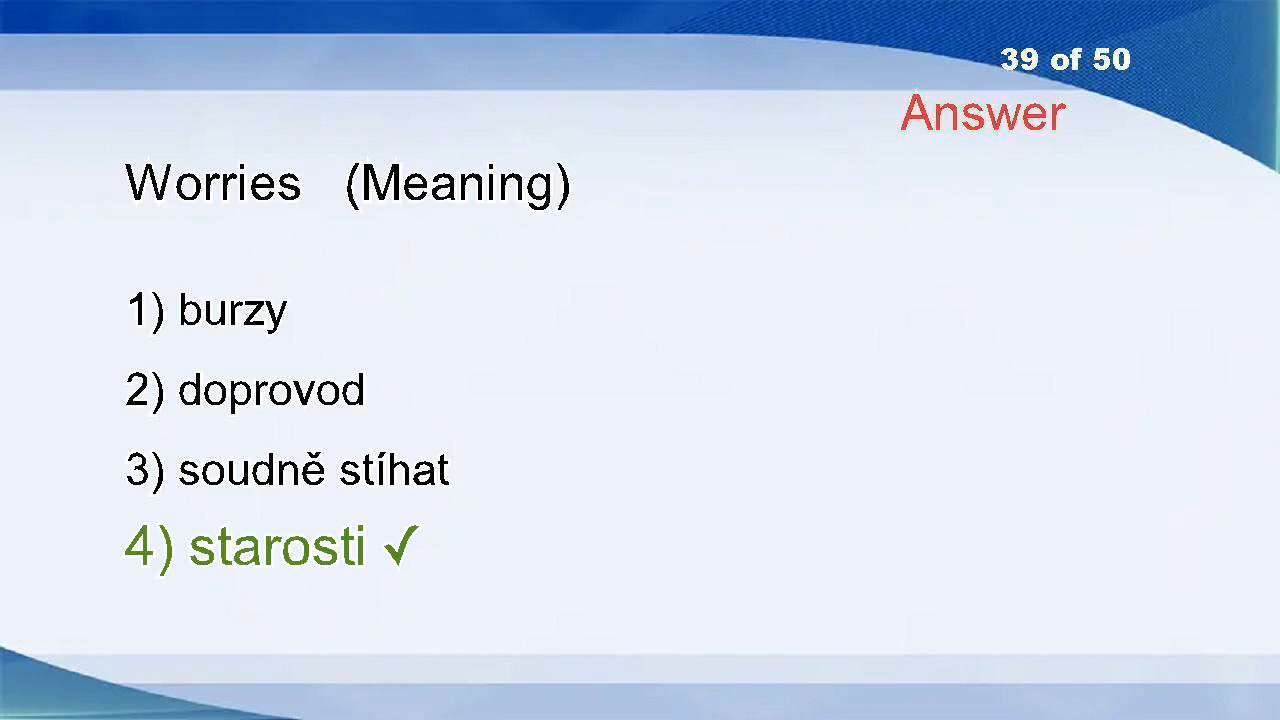 39 of 50
Answer
Worries (Meaning)
1) burzy
2) doprovod
3) soudně stíhat
4) starosti ✓